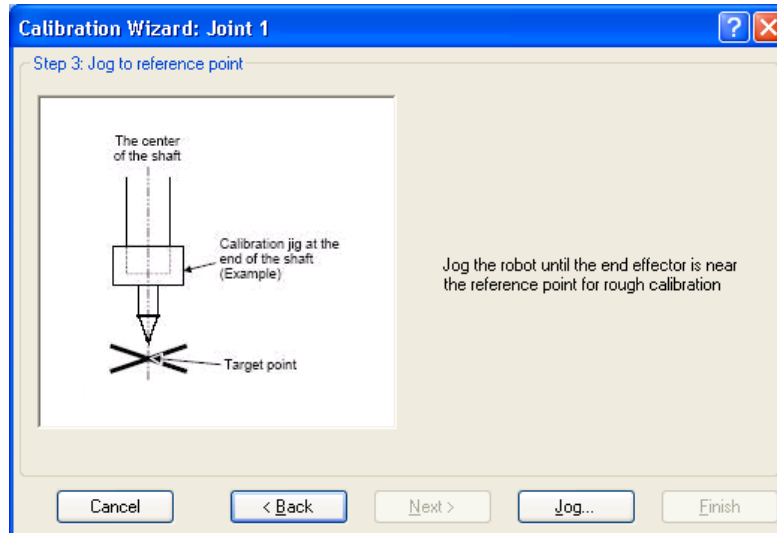 Calibration Wizard: Joint 1
Step 3: Jog to reference point
The center
of the shaft
Calibration jig at the
end of the shaft
(Example)
Target point
Jog the robot until the end effector is near
the reference point for rough calibration
Cancel
< Back
Next >
Jog...
Finish